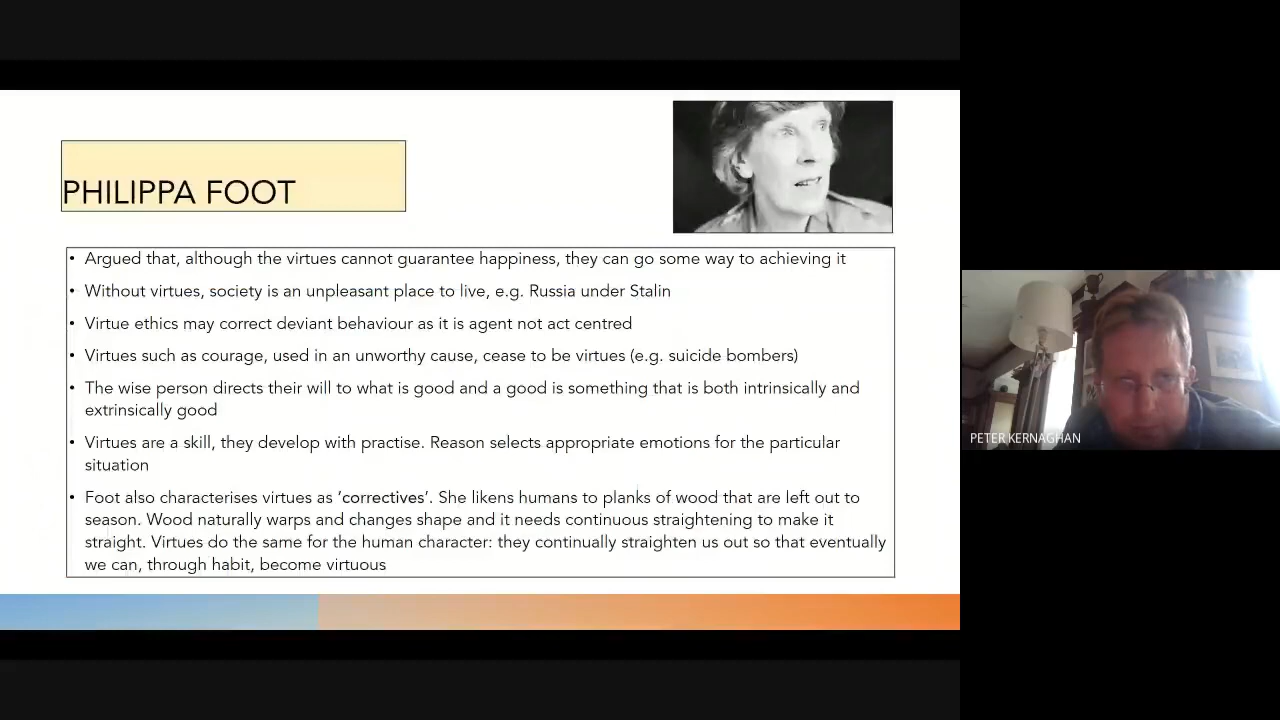 PHILIPPA FOOT
• Argued that, although the virtues cannot guarantee happiness, they can go some way to achieving it
• Without virtues, society is an unpleasant place to live, e.g. Russia under Stalin
• Virtue ethics may correct deviant behaviour as it is agent not act centred
• Virtues such as courage, used in an unworthy cause, cease to be virtues (e.g. suicide bombers)
• The wise person directs their will to what is good and a good is something that is both intrinsically and
extrinsically good
• Virtues are a skill, they develop with practise. Reason selects appropriate emotions for the particular
situation
• Foot also characterises virtues as ‘correctives’. She likens humans to planks of wood that are left out to
season. Wood naturally warps and changes shape and it needs continuous straightening to make it
straight. Virtues do the same for the human character: they continually straighten us out so that eventually
we can, through habit, become virtuous
PETER KERNAGHAN